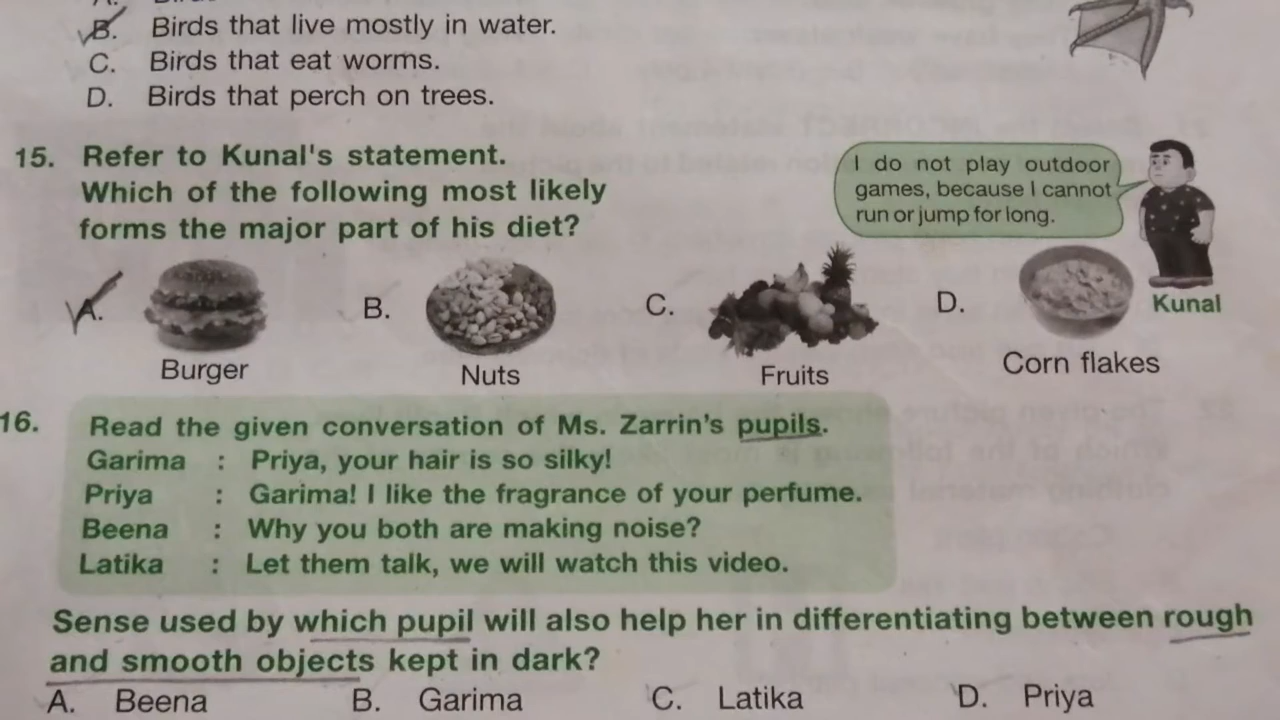 B. Birds that live mostly in water.
C. Birds that eat worms.
D. Birds that perch on trees.
15. Refer to Kunal's statement.
Which of the following most likely
forms the major part of his diet?
I do not play outdoor
games, because I cannot
run or jump for long.
Kunal
A. B. C. D.
Burger Nuts Fruits Corn flakes
16. Read the given conversation of Ms. Zarrin's pupils.
Garima : Priya, your hair is so silky!
Priya : Garima! I like the fragrance of your perfume.
Beena : Why you both are making noise?
Latika : Let them talk, we will watch this video.
Sense used by which pupil will also help her in differentiating between rough
and smooth objects kept in dark?
A. Beena B. Garima C. Latika D. Priya